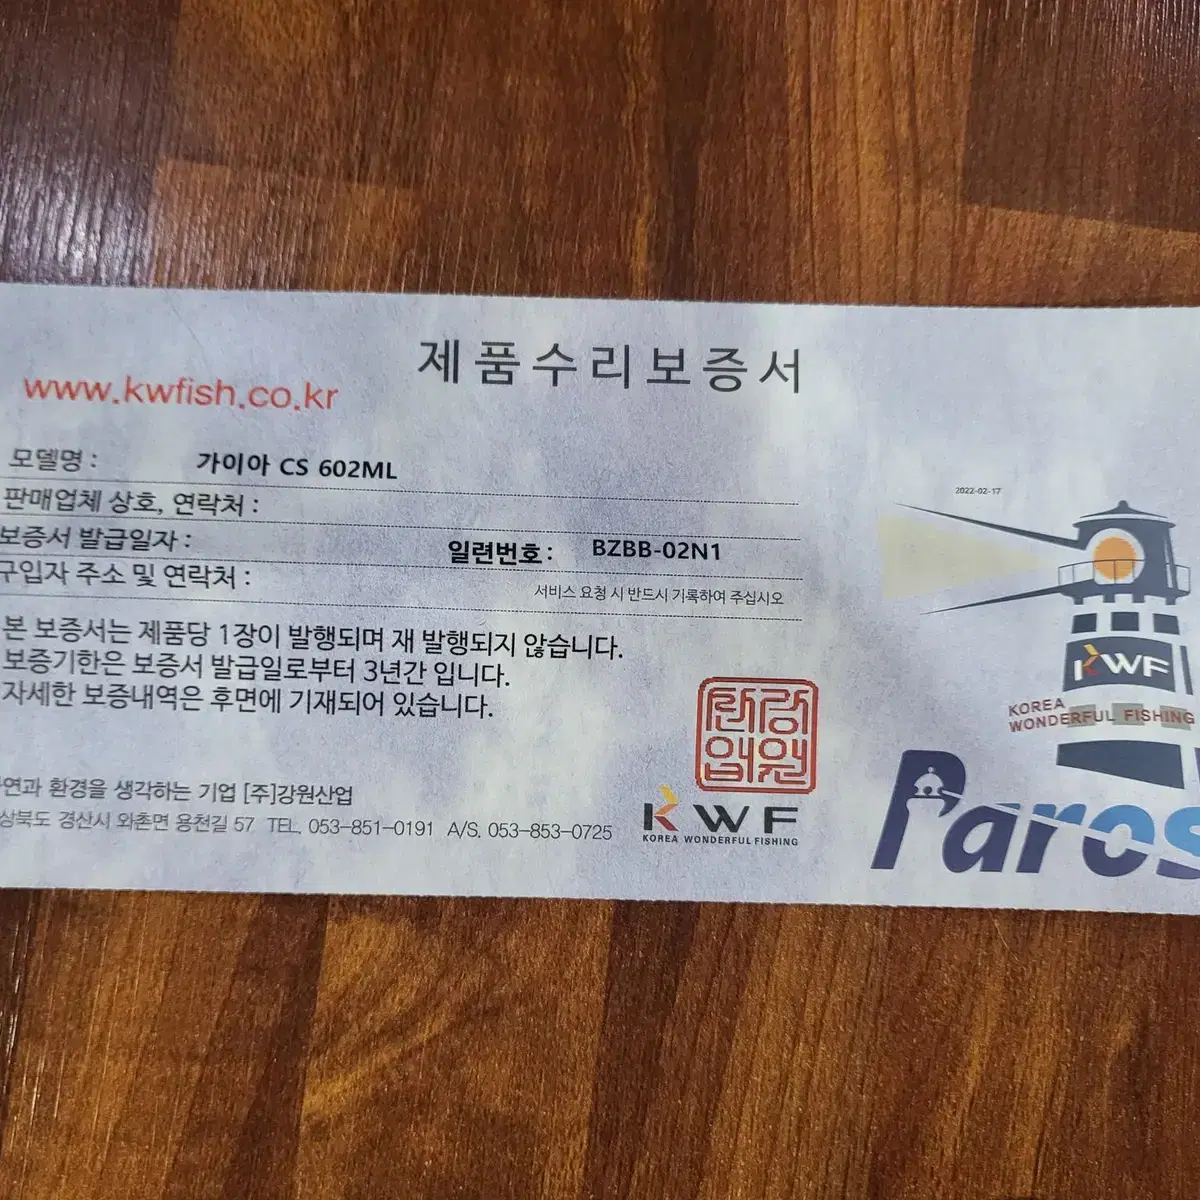 제품수리보증서
www.kwfish.co.kr
모델명 : 가이아 CS 602ML
판매업체 상호, 연락처 :
보증서 발급일자 : 일련번호 : BZBB-02N1
구입자 주소 및 연락처 : 서비스 요청 시 반드시 기록하여 주십시오
본 보증서는 제품당 1장이 발행되며 재 발행되지 않습니다.
보증기한은 보증서 발급일로부터 3년간 입니다.
자세한 보증내역은 후면에 기재되어 있습니다.
연과 환경을 생각하는 기업 [주]강원산업
상북도 경산시 와촌면 용천길 57 TEL. 053-851-0191 A/S. 053-853-0725
KWF
KOREA WONDERFUL FISHING
2022-02-17
KWF
KOREA
WONDERFUL FISHING
Paros